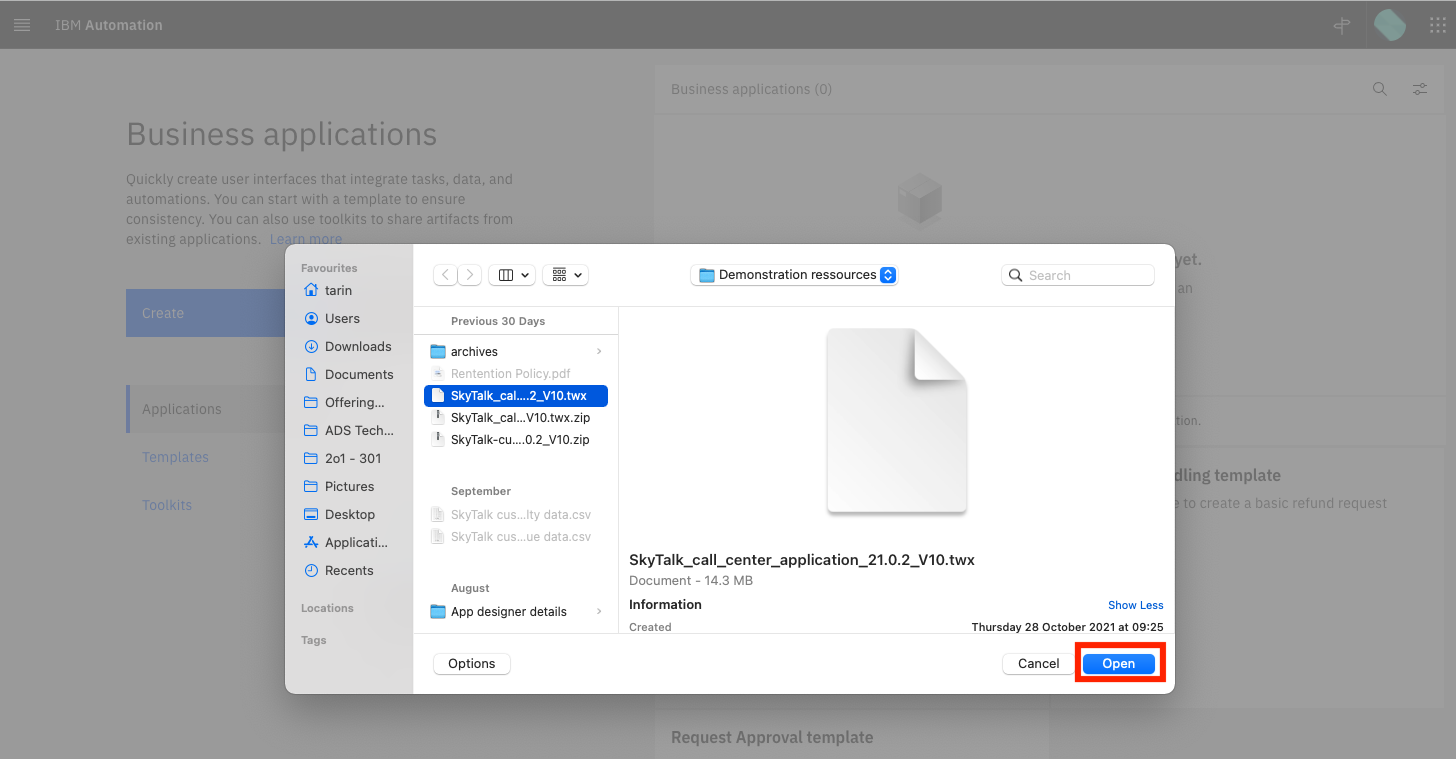 IBM Automation
Business applications
Quickly create user interfaces that integrate tasks, data, and
automations. You can start with a template to ensure
consistency. You can also use toolkits to share artifacts from
existing applications. Learn more
Create
Applications
Templates
Toolkits
Business applications (0)
yet.
an
tion.
dling template
e to create a basic refund request
Request Approval template
Favourites
tarin
Users
Downloads
Documents
Offering...
ADS Tech...
2o1 - 301
Pictures
Desktop
Applicati...
Recents
Locations
Tags
Demonstration ressources
Search
Previous 30 Days
archives
Rentention Policy.pdf
SkyTalk_cal....2_V10.twx
SkyTalk_cal...V10.twx.zip
SkyTalk-cu....0.2_V10.zip
September
SkyTalk cus...lty data.csv
SkyTalk cus...ue data.csv
August
App designer details
SkyTalk_call_center_application_21.0.2_V10.twx
Document - 14.3 MB
Information
Show Less
Created
Thursday 28 October 2021 at 09:25
Options
Cancel
Open